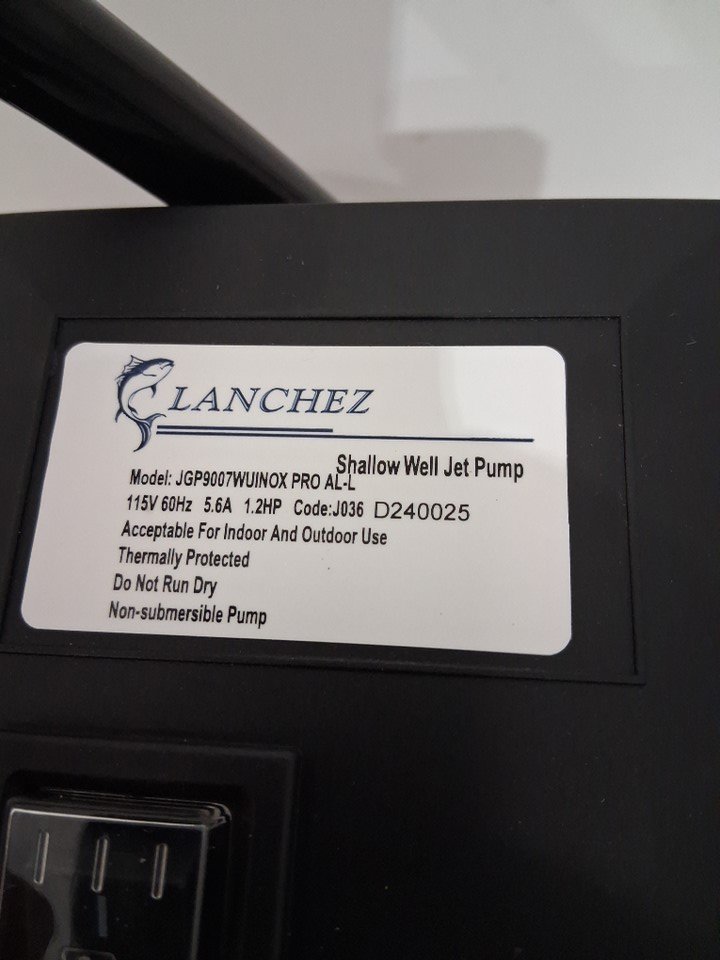 LANCHEZ
Shallow Well Jet Pump
Model: JGP9007WUINOX PRO AL-L
115V 60Hz 5.6A 1.2HP Code:J036 D240025
Acceptable For Indoor And Outdoor Use
Thermally Protected
Do Not Run Dry
Non-submersible Pump